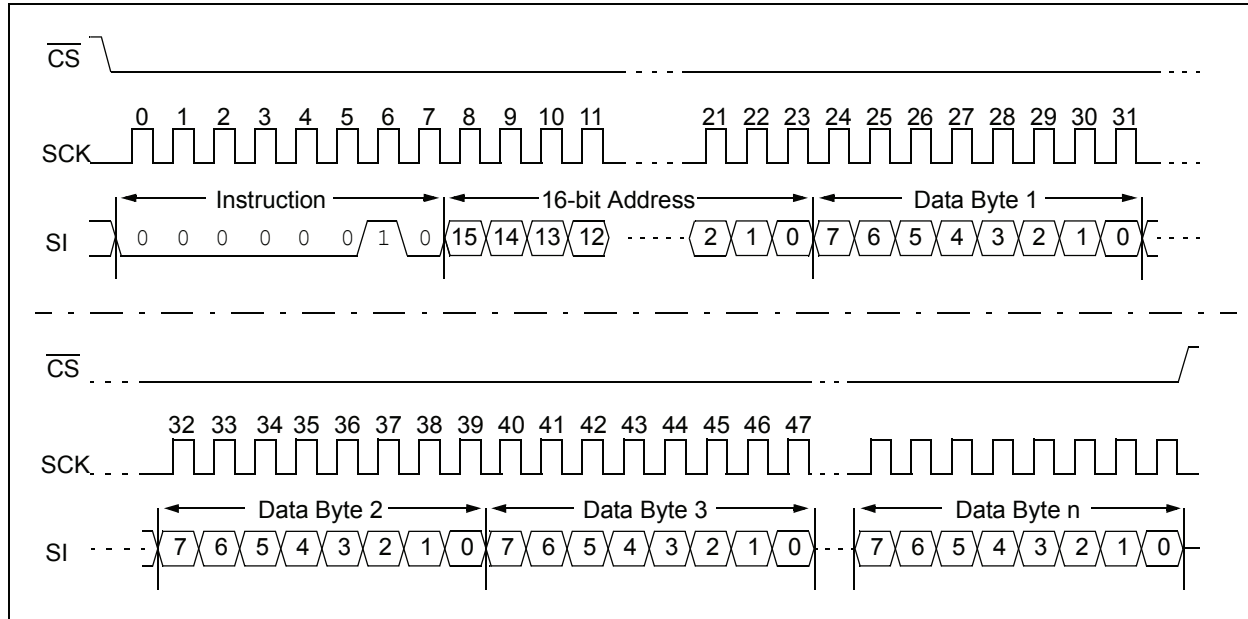 CS
0 1 2 3 4 5 6 7 8 9 10 11 21 22 23 24 25 26 27 28 29 30 31
SCK
Instruction 16-bit Address Data Byte 1
SI 0 0 0 0 0 0 1 0 15 14 13 12 2 1 0 7 6 5 4 3 2 1 0
CS
32 33 34 35 36 37 38 39 40 41 42 43 44 45 46 47
SCK
Data Byte 2 Data Byte 3 Data Byte n
SI 7 6 5 4 3 2 1 0 7 6 5 4 3 2 1 0 7 6 5 4 3 2 1 0